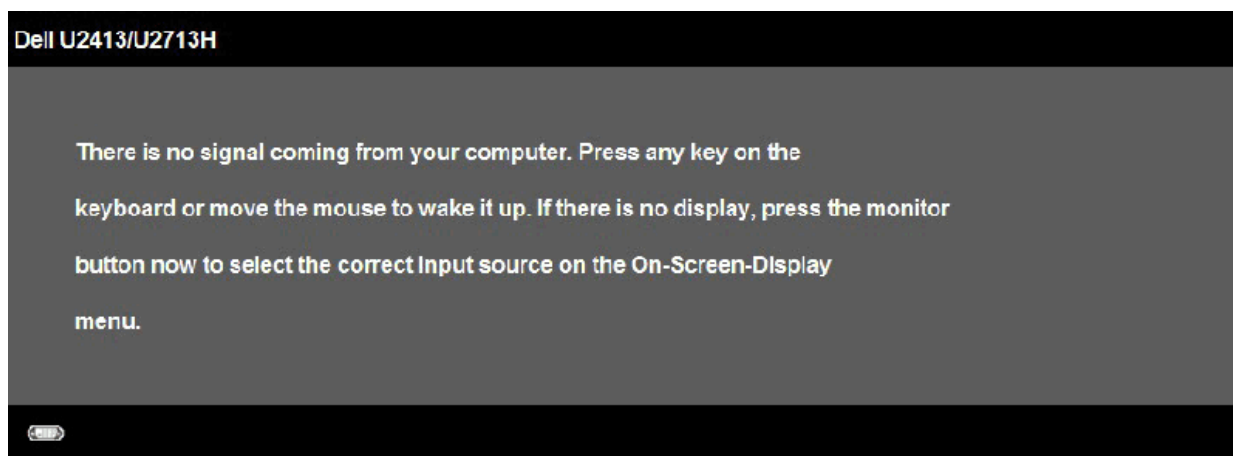 Dell U2413/U2713H
There is no signal coming from your computer. Press any key on the
keyboard or move the mouse to wake it up. If there is no display, press the monitor
button now to select the correct Input source on the On-Screen-Display
menu.